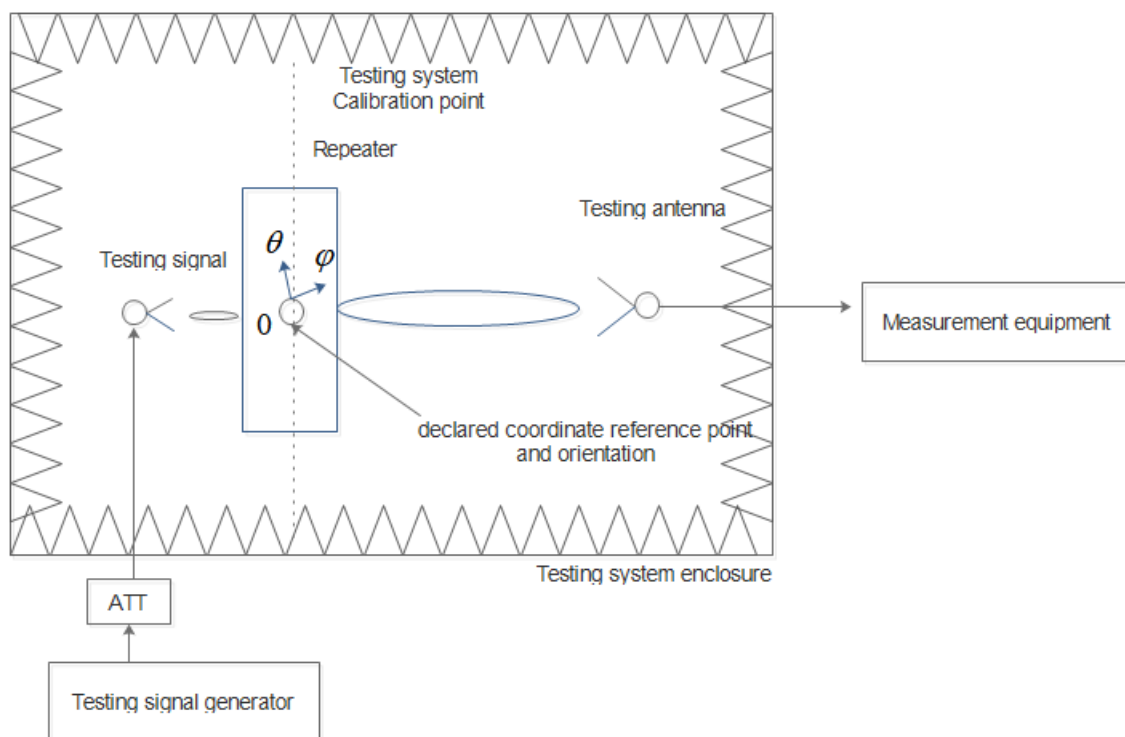 Testing system
Calibration point
Repeater
Testing antenna
θ
φ
Testing signal
0
Measurement equipment
declared coordinate reference point
and orientation
Testing system enclosure
ATT
Testing signal generator